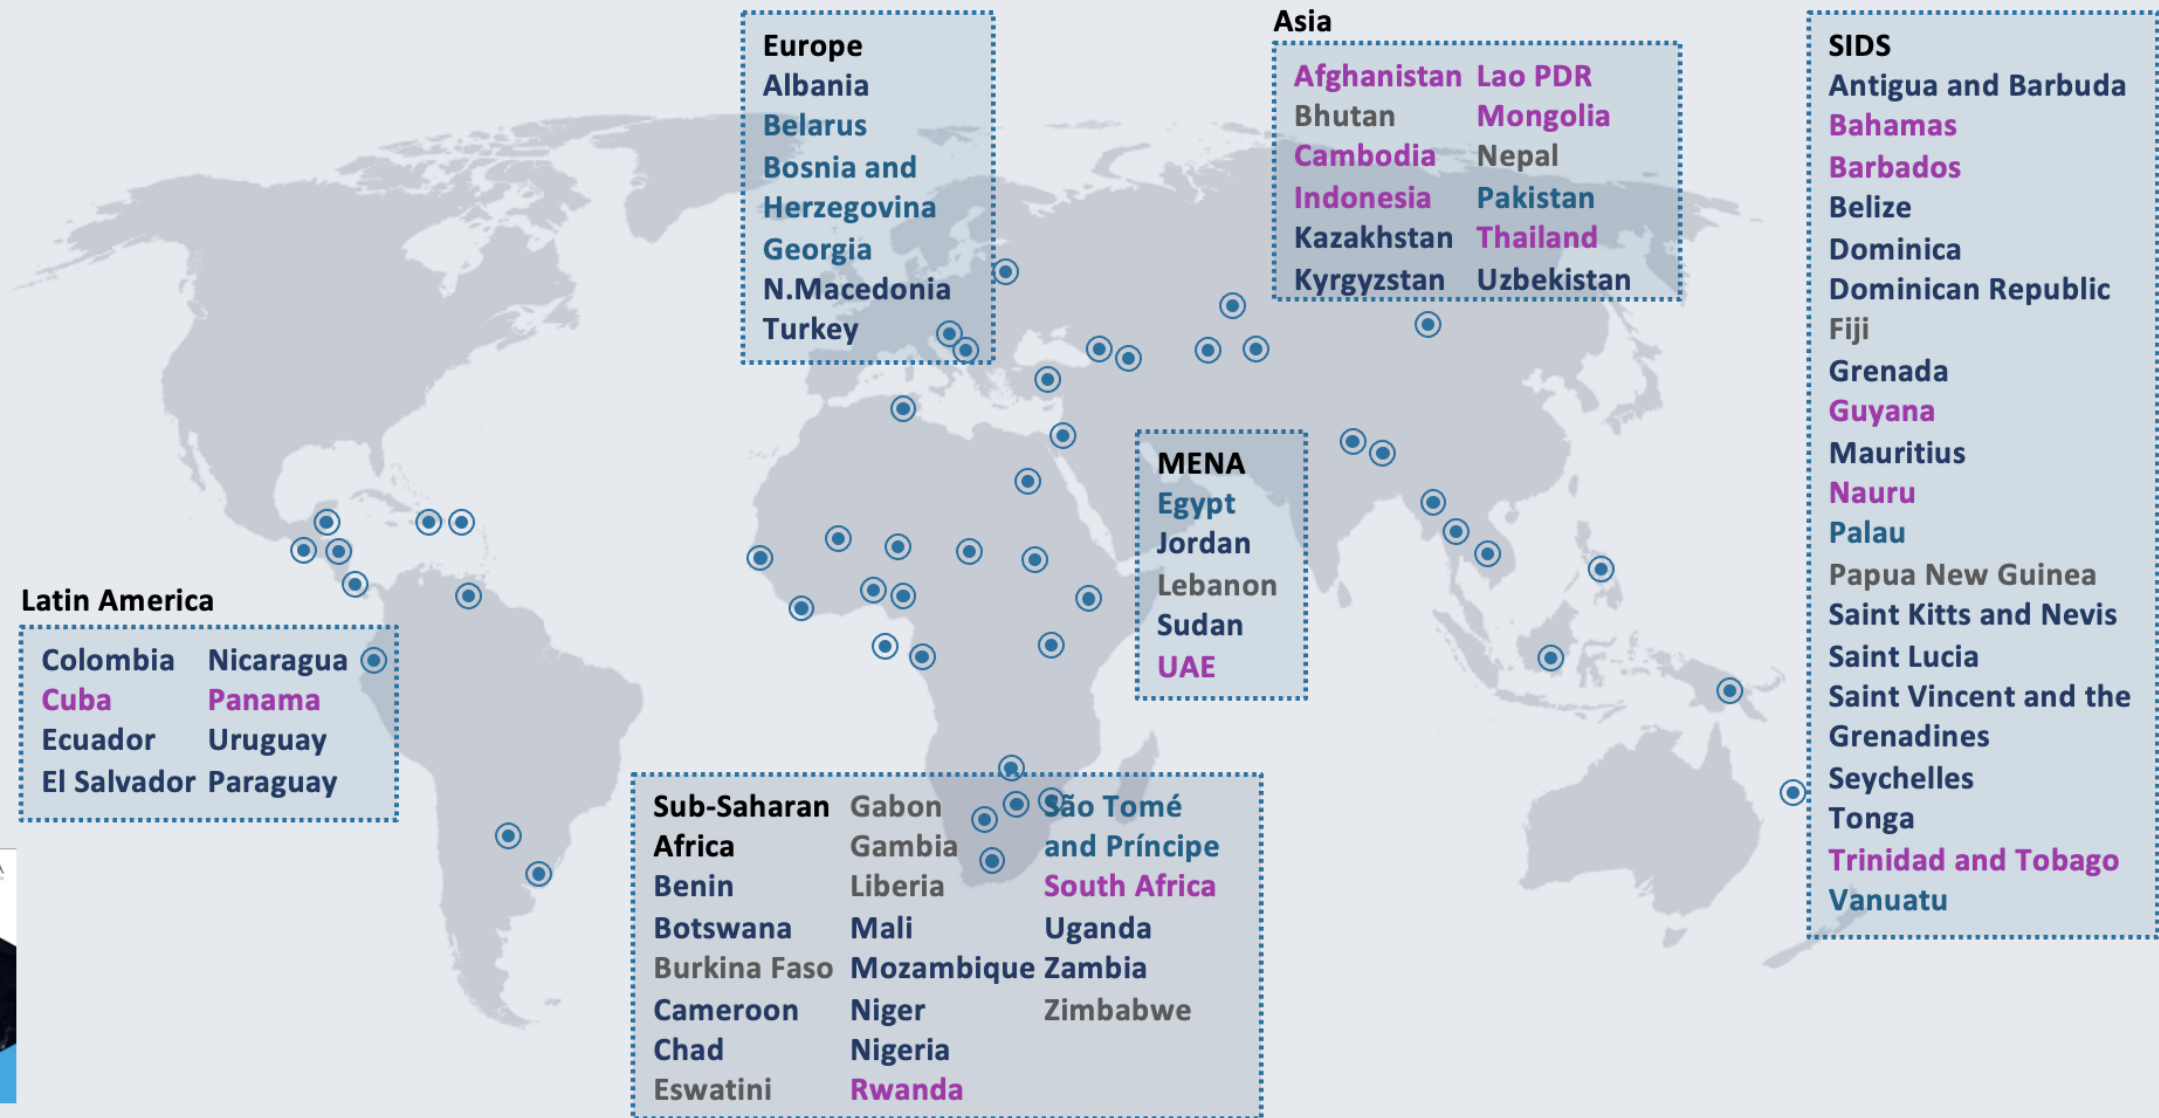 Europe
Albania
Belarus
Bosnia and
Herzegovina
Georgia
N.Macedonia
Turkey
Asia
Afghanistan Lao PDR
Bhutan Mongolia
Cambodia Nepal
Indonesia Pakistan
Kazakhstan Thailand
Kyrgyzstan Uzbekistan
SIDS
Antigua and Barbuda
Bahamas
Barbados
Belize
Dominica
Dominican Republic
Fiji
Grenada
Guyana
Mauritius
Nauru
Palau
Papua New Guinea
Saint Kitts and Nevis
Saint Lucia
Saint Vincent and the
Grenadines
Seychelles
Tonga
Trinidad and Tobago
Vanuatu
MENA
Egypt
Jordan
Lebanon
Sudan
UAE
Latin America
Colombia Nicaragua
Cuba Panama
Ecuador Uruguay
El Salvador Paraguay
Sub-Saharan
Africa
Benin
Botswana
Burkina Faso
Cameroon
Chad
Eswatini
Gabon
Gambia
Liberia
Mali
Mozambique
Niger
Nigeria
Rwanda
São Tomé
and Príncipe
South Africa
Uganda
Zambia
Zimbabwe